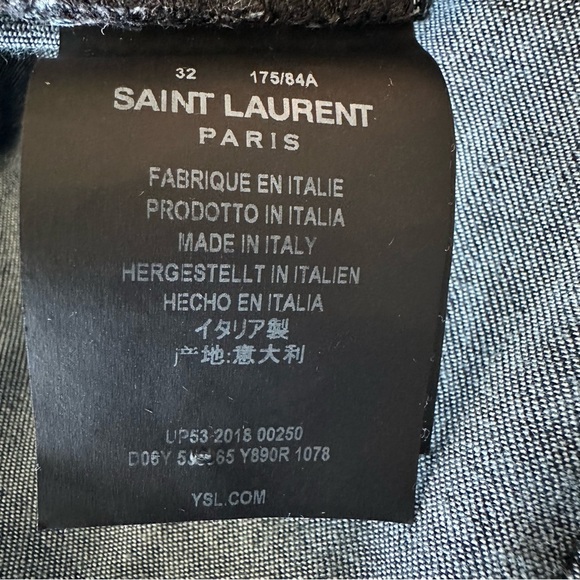 32 175/84A
SAINT LAURENT
PARIS
FABRIQUE EN ITALIE
PRODOTTO IN ITALIA
MADE IN ITALY
HERGESTELLT IN ITALIEN
HECHO EN ITALIA
イタリア製
产地:意大利
UP53 2018 00250
D06Y Y890R 1078
YSL.COM